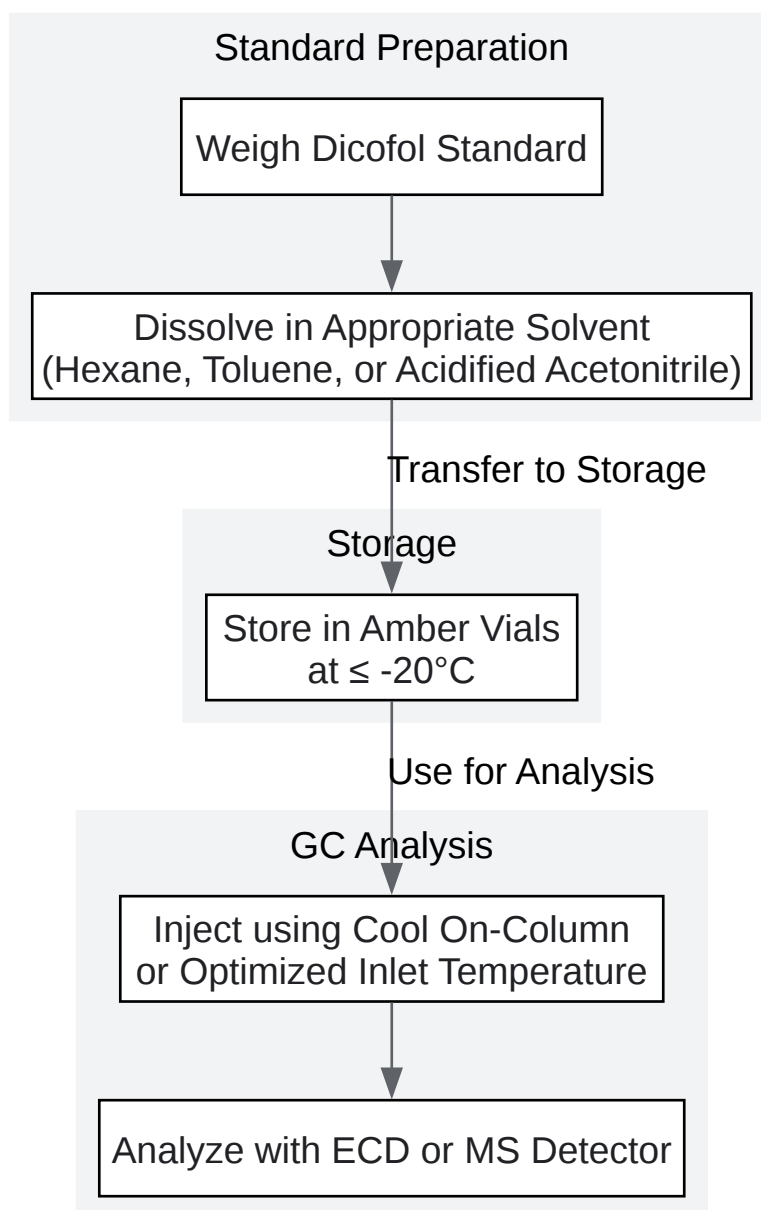 Standard Preparation
Weigh Dicofol Standard
Dissolve in Appropriate Solvent
(Hexane, Toluene, or Acidified Acetonitrile)
Transfer to Storage
Storage
Store in Amber Vials
at ≤ -20°C
Use for Analysis
GC Analysis
Inject using Cool On-Column
or Optimized Inlet Temperature
Analyze with ECD or MS Detector